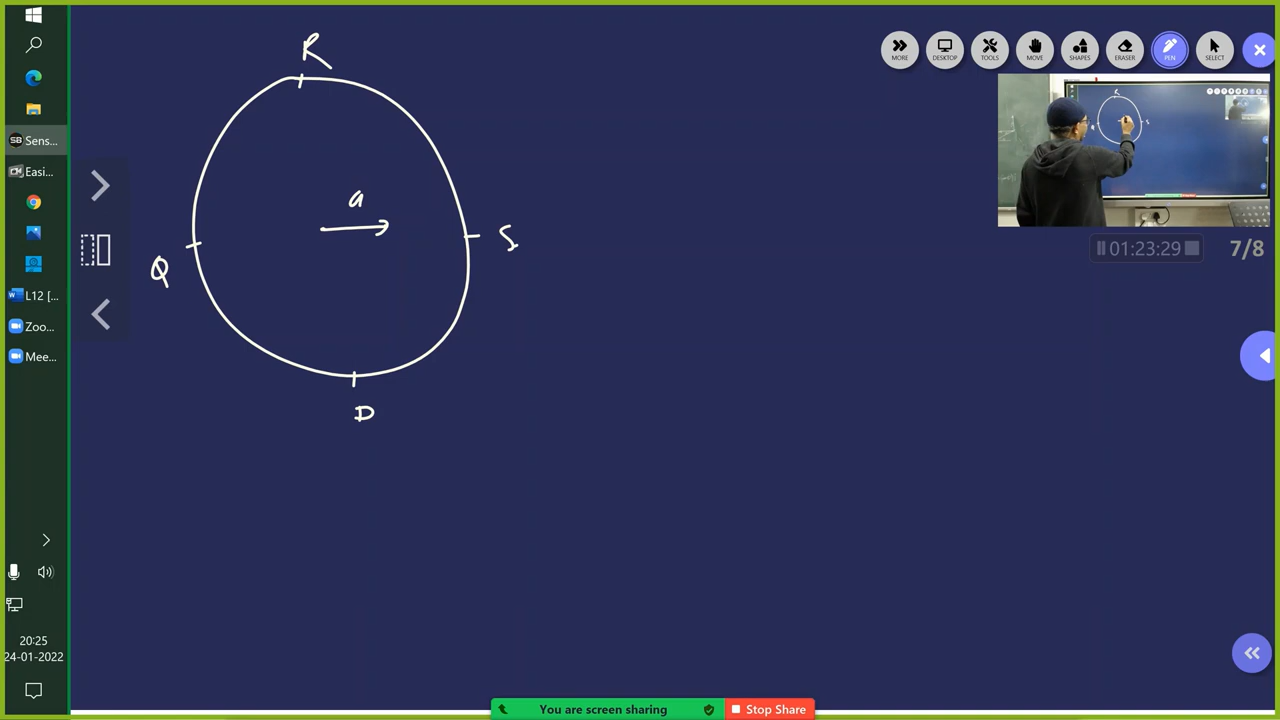 R
a
Q
S
D
MORE
DESKTOP
TOOLS
MOVE
SHAPES
ERASER
PEN
SELECT
01:23:29
7/8
SB Sens...
Easi...
L12 [...
Zoo...
Mee...
20:25
24-01-2022
You are screen sharing
Stop Share